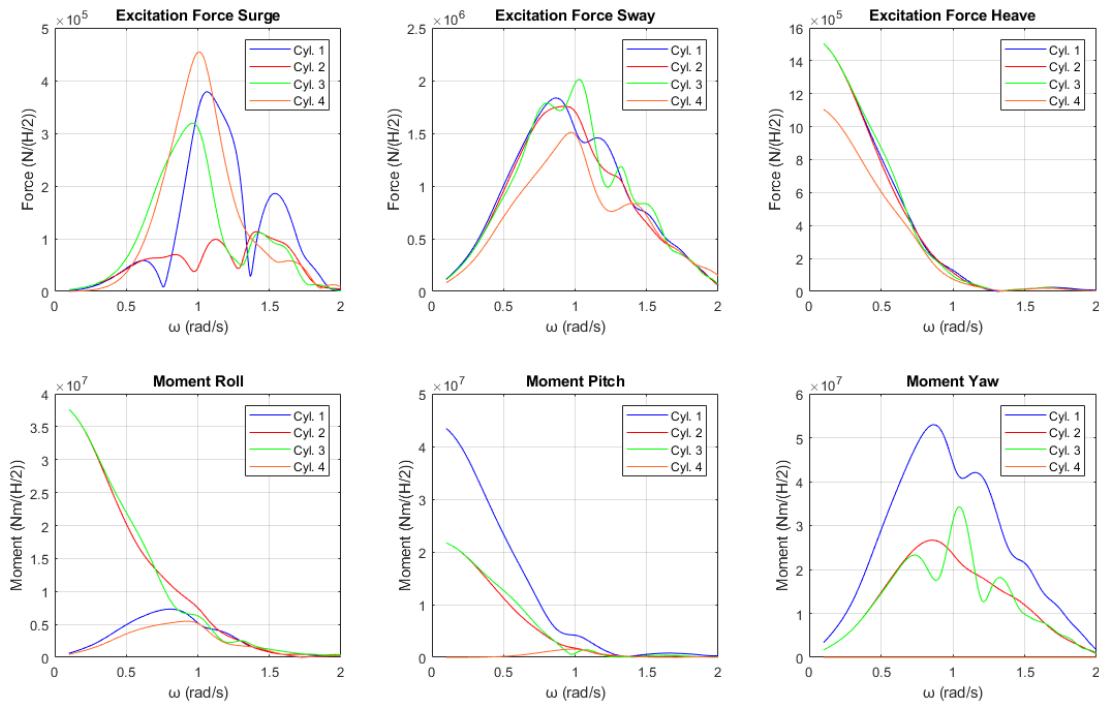 Excitation Force Surge
×10^5
5
4
3
2
1
0
Force (N/(H/2))
0 0.5 1 1.5 2
ω (rad/s)
Cyl. 1
Cyl. 2
Cyl. 3
Cyl. 4
Excitation Force Sway
×10^6
2.5
2
1.5
1
0.5
0
Force (N/(H/2))
0 0.5 1 1.5 2
ω (rad/s)
Cyl. 1
Cyl. 2
Cyl. 3
Cyl. 4
Excitation Force Heave
×10^5
16
14
12
10
8
6
4
2
0
Force (N/(H/2))
0 0.5 1 1.5 2
ω (rad/s)
Cyl. 1
Cyl. 2
Cyl. 3
Cyl. 4
Moment Roll
×10^7
4
3.5
3
2.5
2
1.5
1
0.5
0
Moment (Nm/(H/2))
0 0.5 1 1.5 2
ω (rad/s)
Cyl. 1
Cyl. 2
Cyl. 3
Cyl. 4
Moment Pitch
×10^7
5
4
3
2
1
0
Moment (Nm/(H/2))
0 0.5 1 1.5 2
ω (rad/s)
Cyl. 1
Cyl. 2
Cyl. 3
Cyl. 4
Moment Yaw
×10^7
6
5
4
3
2
1
0
Moment (Nm/(H/2))
0 0.5 1 1.5 2
ω (rad/s)
Cyl. 1
Cyl. 2
Cyl. 3
Cyl. 4